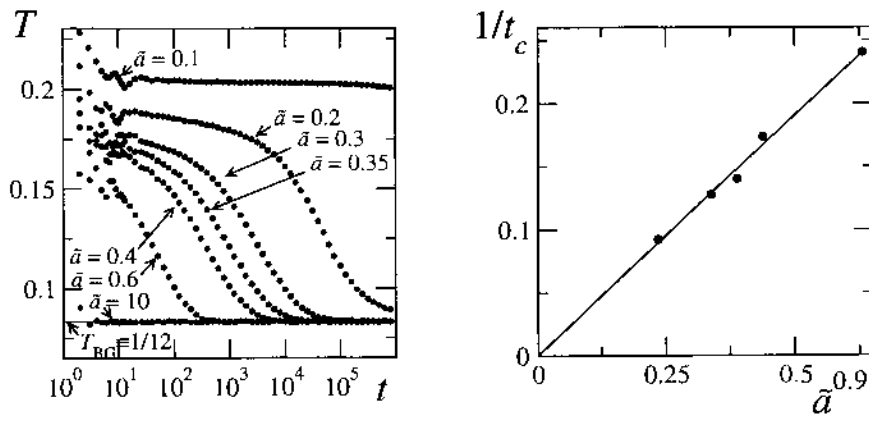 T
0.2
0.15
0.1
ã = 0.1
ã = 0.2
ã = 0.3
ã = 0.35
ã = 0.4
ã = 0.6
ã = 10
T_BG = 1/12
10^0 10^1 10^2 10^3 10^4 10^5
t
1/t_c
0.2
0.1
0
0 0.25 0.5
ã^0.9